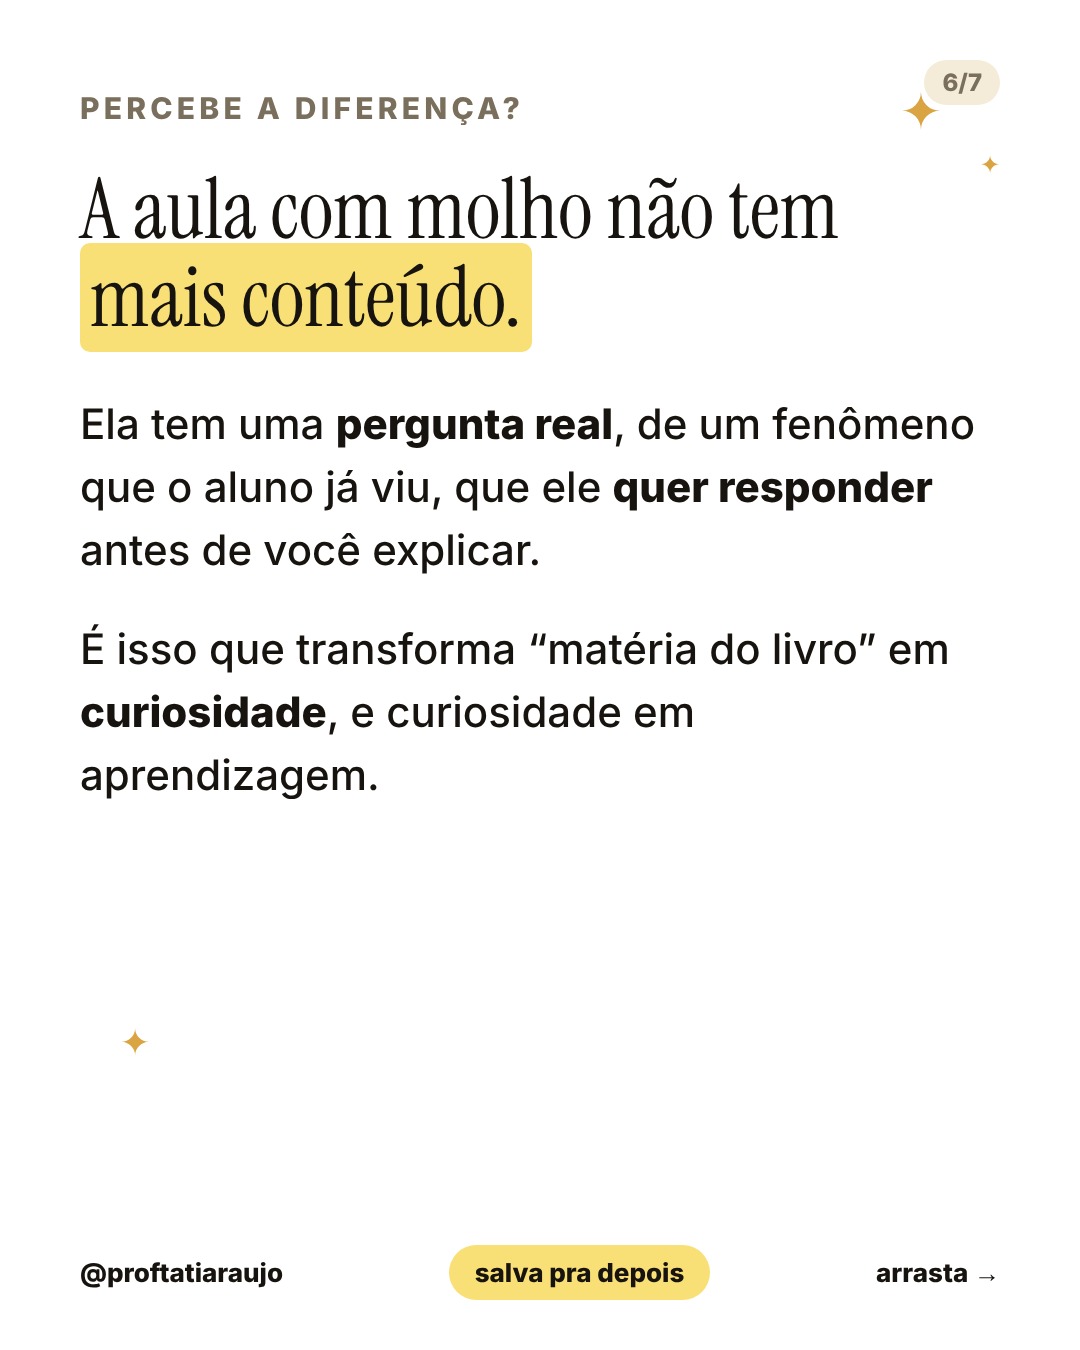 6/7
PERCEBE A DIFERENÇA?
A aula com molho não tem
mais conteúdo.
Ela tem uma pergunta real, de um fenômeno
que o aluno já viu, que ele quer responder
antes de você explicar.
É isso que transforma “matéria do livro” em
curiosidade, e curiosidade em
aprendizagem.
@proftatiaraujo
salva pra depois
arrasta →